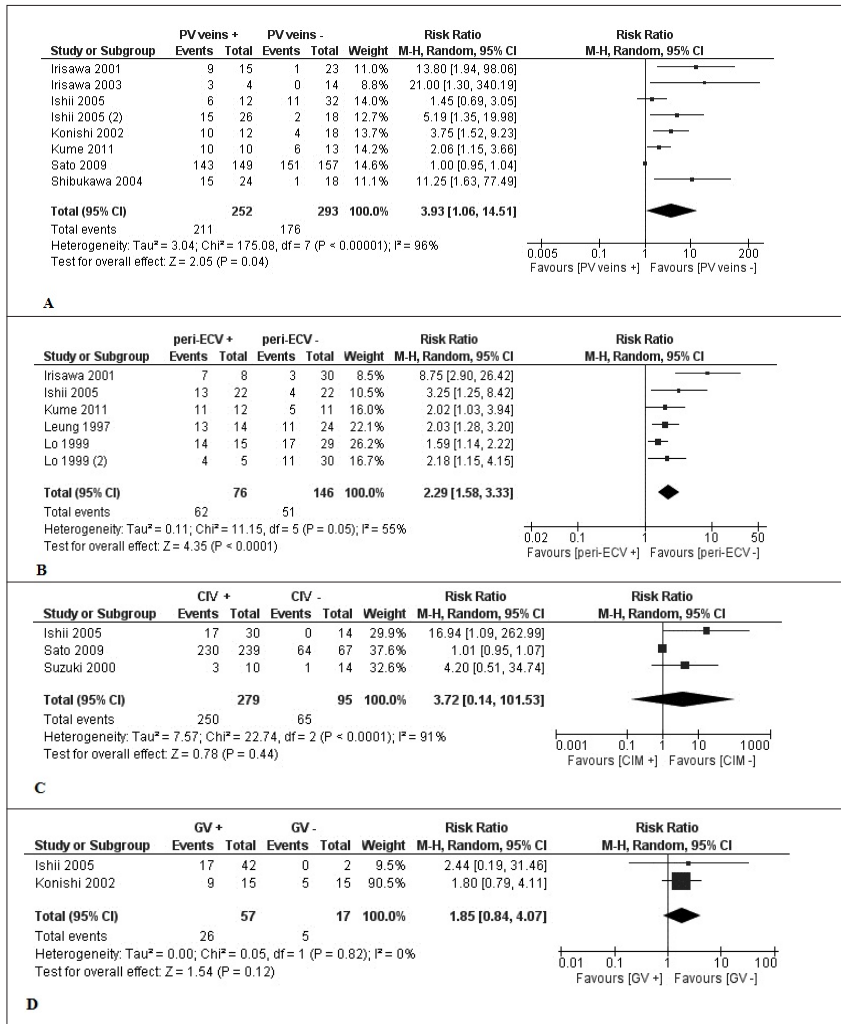 PV veins + PV veins - Risk Ratio Risk Ratio
Study or Subgroup Events Total Events Total Weight M-H, Random, 95% CI M-H, Random, 95% CI
Irisawa 2001 9 15 1 23 11.0% 13.80 [1.94, 98.06]
Irisawa 2003 3 4 0 14 8.8% 21.00 [1.30, 340.19]
Ishii 2005 6 12 11 32 14.0% 1.45 [0.69, 3.05]
Ishii 2005 (2) 15 26 2 18 11.5% 5.19 [1.35, 19.98]
Konishi 2002 10 12 4 18 13.7% 3.75 [1.52, 9.23]
Kume 2011 10 10 6 13 14.2% 2.06 [1.15, 3.66]
Sato 2009 143 149 151 157 14.6% 1.00 [0.95, 1.04]
Shibukawa 2004 15 24 1 18 11.1% 11.25 [1.63, 77.49]
Total (95% CI) 252 293 100.0% 3.93 [1.06, 14.51]
Total events 211 176
Heterogeneity: Tau² = 3.04; Chi² = 175.08, df = 7 (P < 0.00001); I² = 96%
Test for overall effect: Z = 2.05 (P = 0.04)
0.005 0.1 1 10 200
Favours [PV veins +] Favours [PV veins -]
A
peri-ECV + peri-ECV - Risk Ratio Risk Ratio
Study or Subgroup Events Total Events Total Weight M-H, Random, 95% CI M-H, Random, 95% CI
Irisawa 2001 7 8 3 30 8.5% 8.75 [2.90, 26.42]
Ishii 2005 13 22 4 22 10.5% 3.25 [1.25, 8.42]
Kume 2011 11 12 5 11 16.0% 2.02 [1.03, 3.94]
Leung 1997 13 14 11 24 22.1% 2.03 [1.28, 3.20]
Lo 1999 14 15 17 29 26.2% 1.59 [1.14, 2.22]
Lo 1999 (2) 4 5 11 30 16.7% 2.18 [1.15, 4.15]
Total (95% CI) 76 146 100.0% 2.29 [1.58, 3.33]
Total events 62 51
Heterogeneity: Tau² = 0.11; Chi² = 11.15, df = 5 (P = 0.05); I² = 55%
Test for overall effect: Z = 4.35 (P < 0.0001)
0.02 0.1 1 10 50
Favours [peri-ECV +] Favours [peri-ECV -]
B
CIV + CIV - Risk Ratio Risk Ratio
Study or Subgroup Events Total Events Total Weight M-H, Random, 95% CI M-H, Random, 95% CI
Ishii 2005 17 30 0 14 29.9% 16.94 [1.09, 262.99]
Sato 2009 230 239 64 67 37.6% 1.01 [0.95, 1.07]
Suzuki 2000 3 10 1 14 32.6% 4.20 [0.51, 34.74]
Total (95% CI) 279 95 100.0% 3.72 [0.14, 101.53]
Total events 250 65
Heterogeneity: Tau² = 7.57; Chi² = 22.74, df = 2 (P < 0.0001); I² = 91%
Test for overall effect: Z = 0.78 (P = 0.44)
0.001 0.1 1 10 1000
Favours [CIM +] Favours [CIM -]
C
GV + GV - Risk Ratio Risk Ratio
Study or Subgroup Events Total Events Total Weight M-H, Random, 95% CI M-H, Random, 95% CI
Ishii 2005 17 42 0 2 9.5% 2.44 [0.19, 31.46]
Konishi 2002 9 15 5 15 90.5% 1.80 [0.79, 4.11]
Total (95% CI) 57 17 100.0% 1.85 [0.84, 4.07]
Total events 26 5
Heterogeneity: Tau² = 0.00; Chi² = 0.05, df = 1 (P = 0.82); I² = 0%
Test for overall effect: Z = 1.54 (P = 0.12)
0.01 0.1 1 10 100
Favours [GV +] Favours [GV -]
D